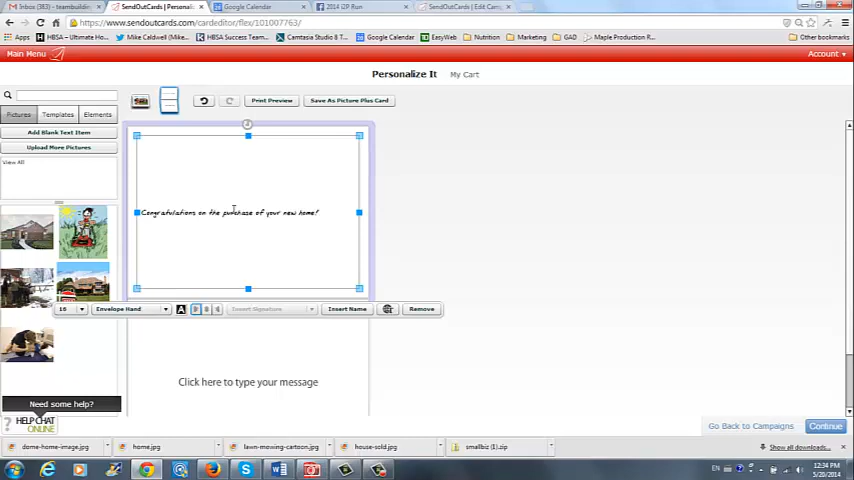 Inbox (383) - teambuilding
SendOutCards | Personaliz
Google Calendar
2014 I2P Run
SendOutCards | Edit Cam
https://www.sendoutcards.com/cardeditor/flex/101007763/
Apps
HBSA – Ultimate Ho...
Mike Caldwell (Mike...
HBSA Success Team...
Camtasia Studio 8 T...
Google Calendar
EasyWeb
Nutrition
Marketing
GAD
Maple Production R...
Other bookmarks
Main Menu
Account
Personalize It
My Cart
Print Preview
Save As Picture Plus Card
Pictures
Templates
Elements
Add Blank Text Item
Upload More Pictures
View All
Congratulations on the purchase of your new home!
16
Envelope Hand
A
Insert Signature
Insert Name
Remove
Click here to type your message
Need some help?
? HELP CHAT
ONLINE
Go Back to Campaigns
Continue
dome-home-image.jpg
home.jpg
lawn-mowing-cartoon.jpg
house-sold.jpg
smallbiz (1).zip
Show all downloads...
EN
12:34 PM
5/20/2014